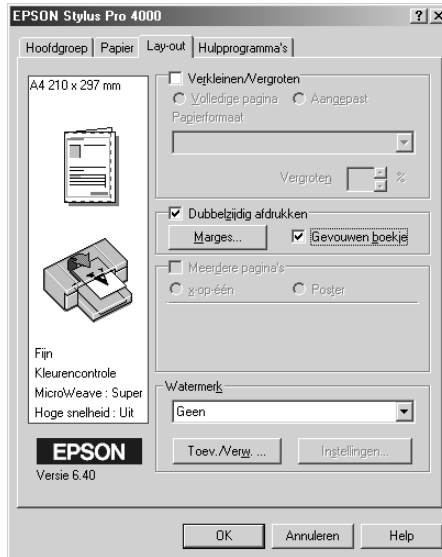 EPSON Stylus Pro 4000
Hoofdgroep Papier Lay-out Hulpprogramma's
A4 210 x 297 mm
Fijn
Kleurencontrole
MicroWeave : Super
Hoge snelheid : Uit
EPSON
Versie 6.40
Verkleinen/Vergroten
Volledige pagina Aangepast
Papierformaat
Vergroten %
Dubbelzijdig afdrukken
Marges... Gevouwen boekje
Meerdere pagina's
x-op-één Poster
Watermerk
Geen
Toev./Verw. ... Instellingen...
OK Annuleren Help